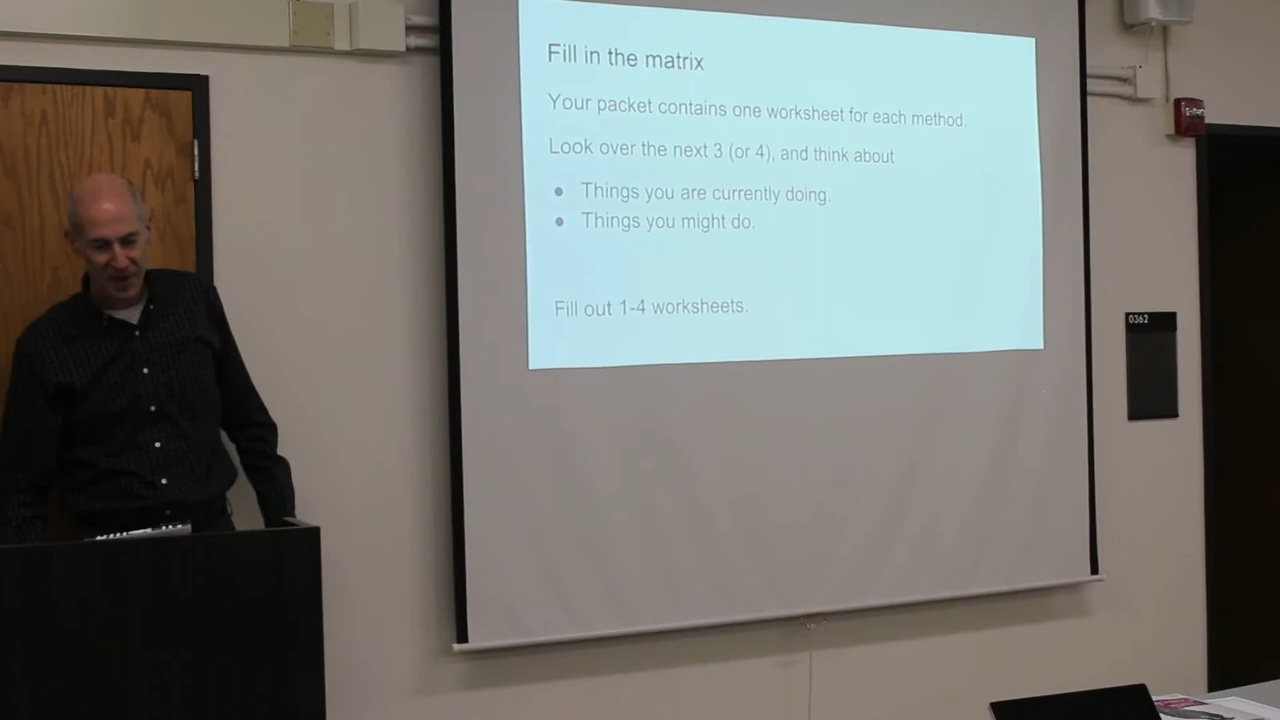 Fill in the matrix
Your packet contains one worksheet for each method.
Look over the next 3 (or 4), and think about
● Things you are currently doing.
● Things you might do.
Fill out 1-4 worksheets.
0362